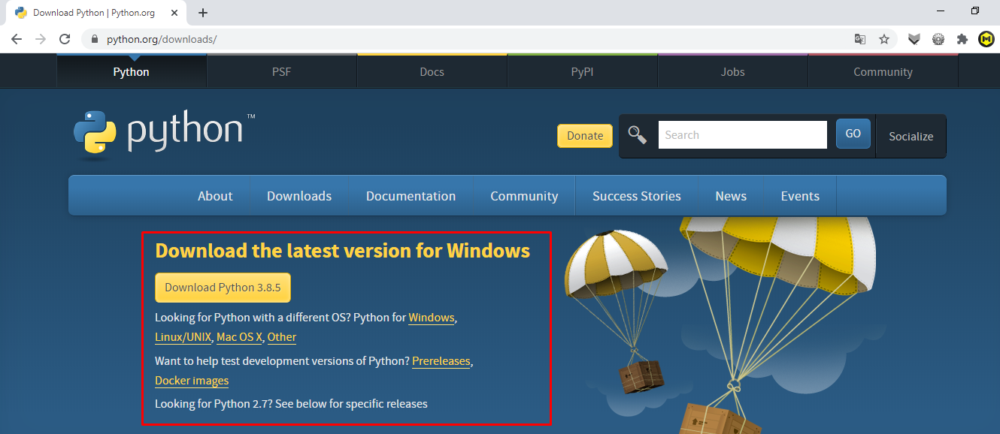 Download Python | Python.org
python.org/downloads/
Python PSF Docs PyPI Jobs Community
python™
Donate Search GO Socialize
About Downloads Documentation Community Success Stories News Events
Download the latest version for Windows
Download Python 3.8.5
Looking for Python with a different OS? Python for Windows,
Linux/UNIX, Mac OS X, Other
Want to help test development versions of Python? Prereleases,
Docker images
Looking for Python 2.7? See below for specific releases